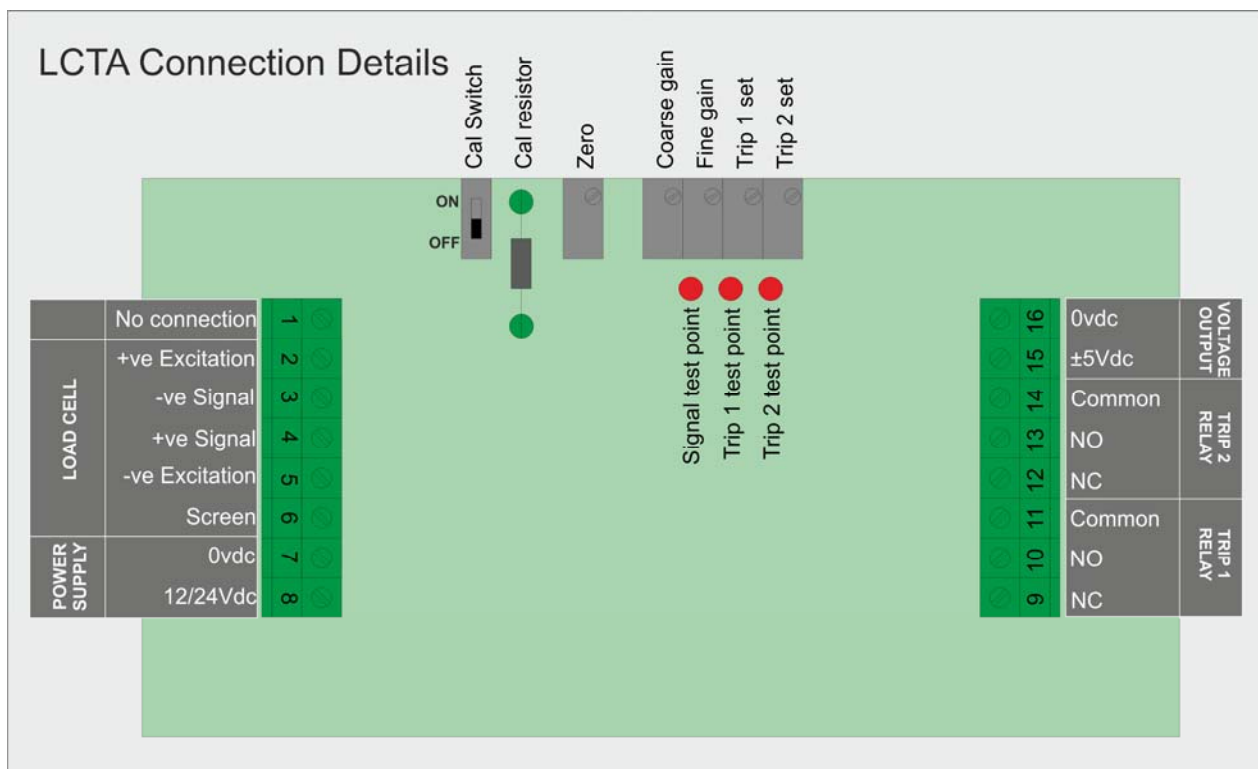 LCTA Connection Details
Cal Switch
Cal resistor
Zero
Coarse gain
Fine gain
Trip 1 set
Trip 2 set
ON
OFF
Signal test point
Trip 1 test point
Trip 2 test point
No connection 1
LOAD CELL
+ve Excitation 2
-ve Signal 3
+ve Signal 4
-ve Excitation 5
Screen 6
POWER
SUPPLY
0vdc 7
12/24Vdc 8
16 0vdc
15 ±5Vdc
VOLTAGE
OUTPUT
14 Common
13 NO
12 NC
TRIP 2
RELAY
11 Common
10 NO
9 NC
TRIP 1
RELAY